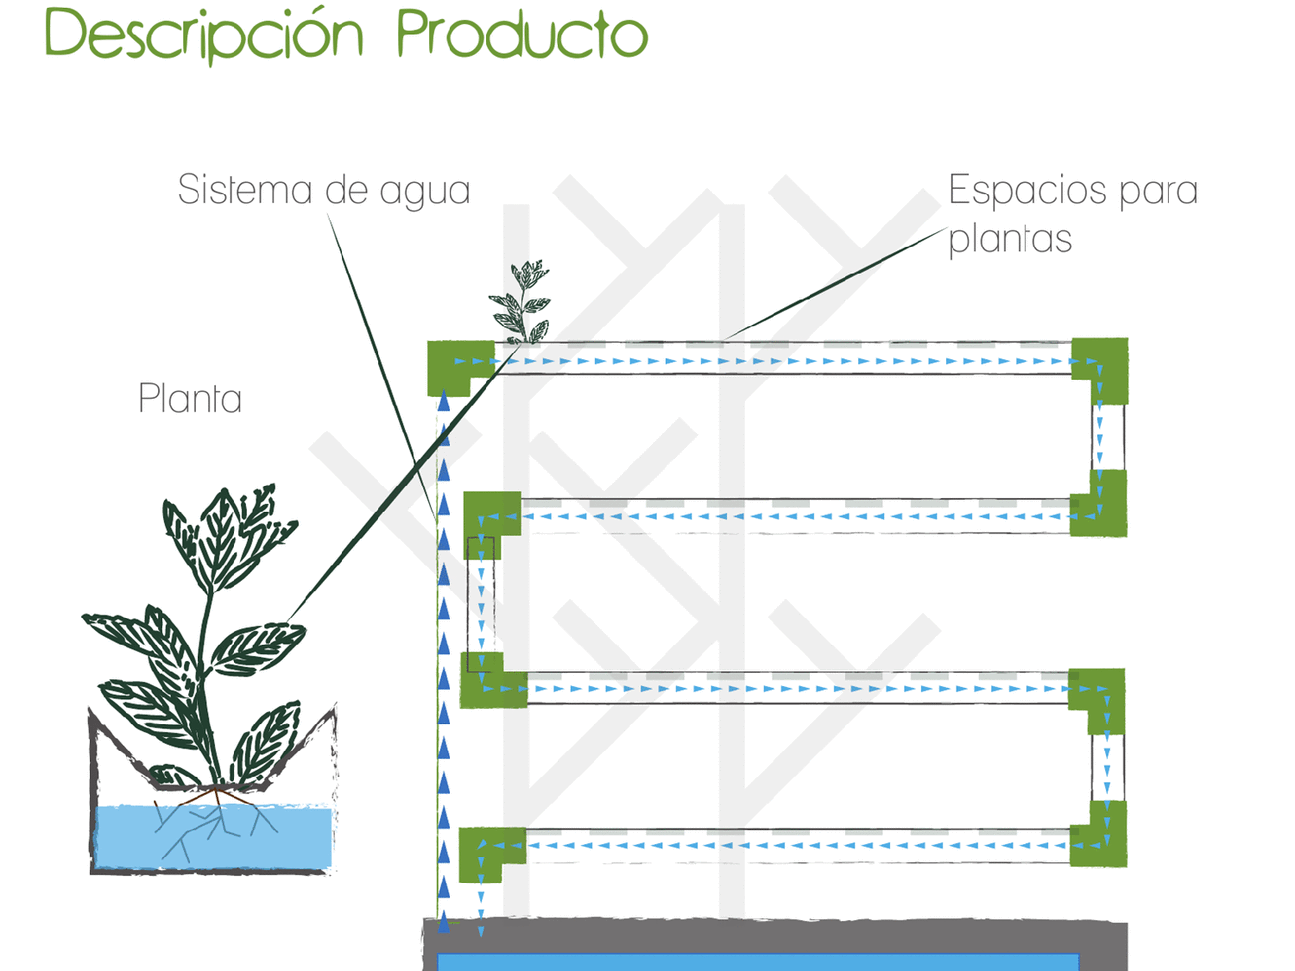 Descripción Producto
Sistema de agua
Espacios para
plantas
Planta